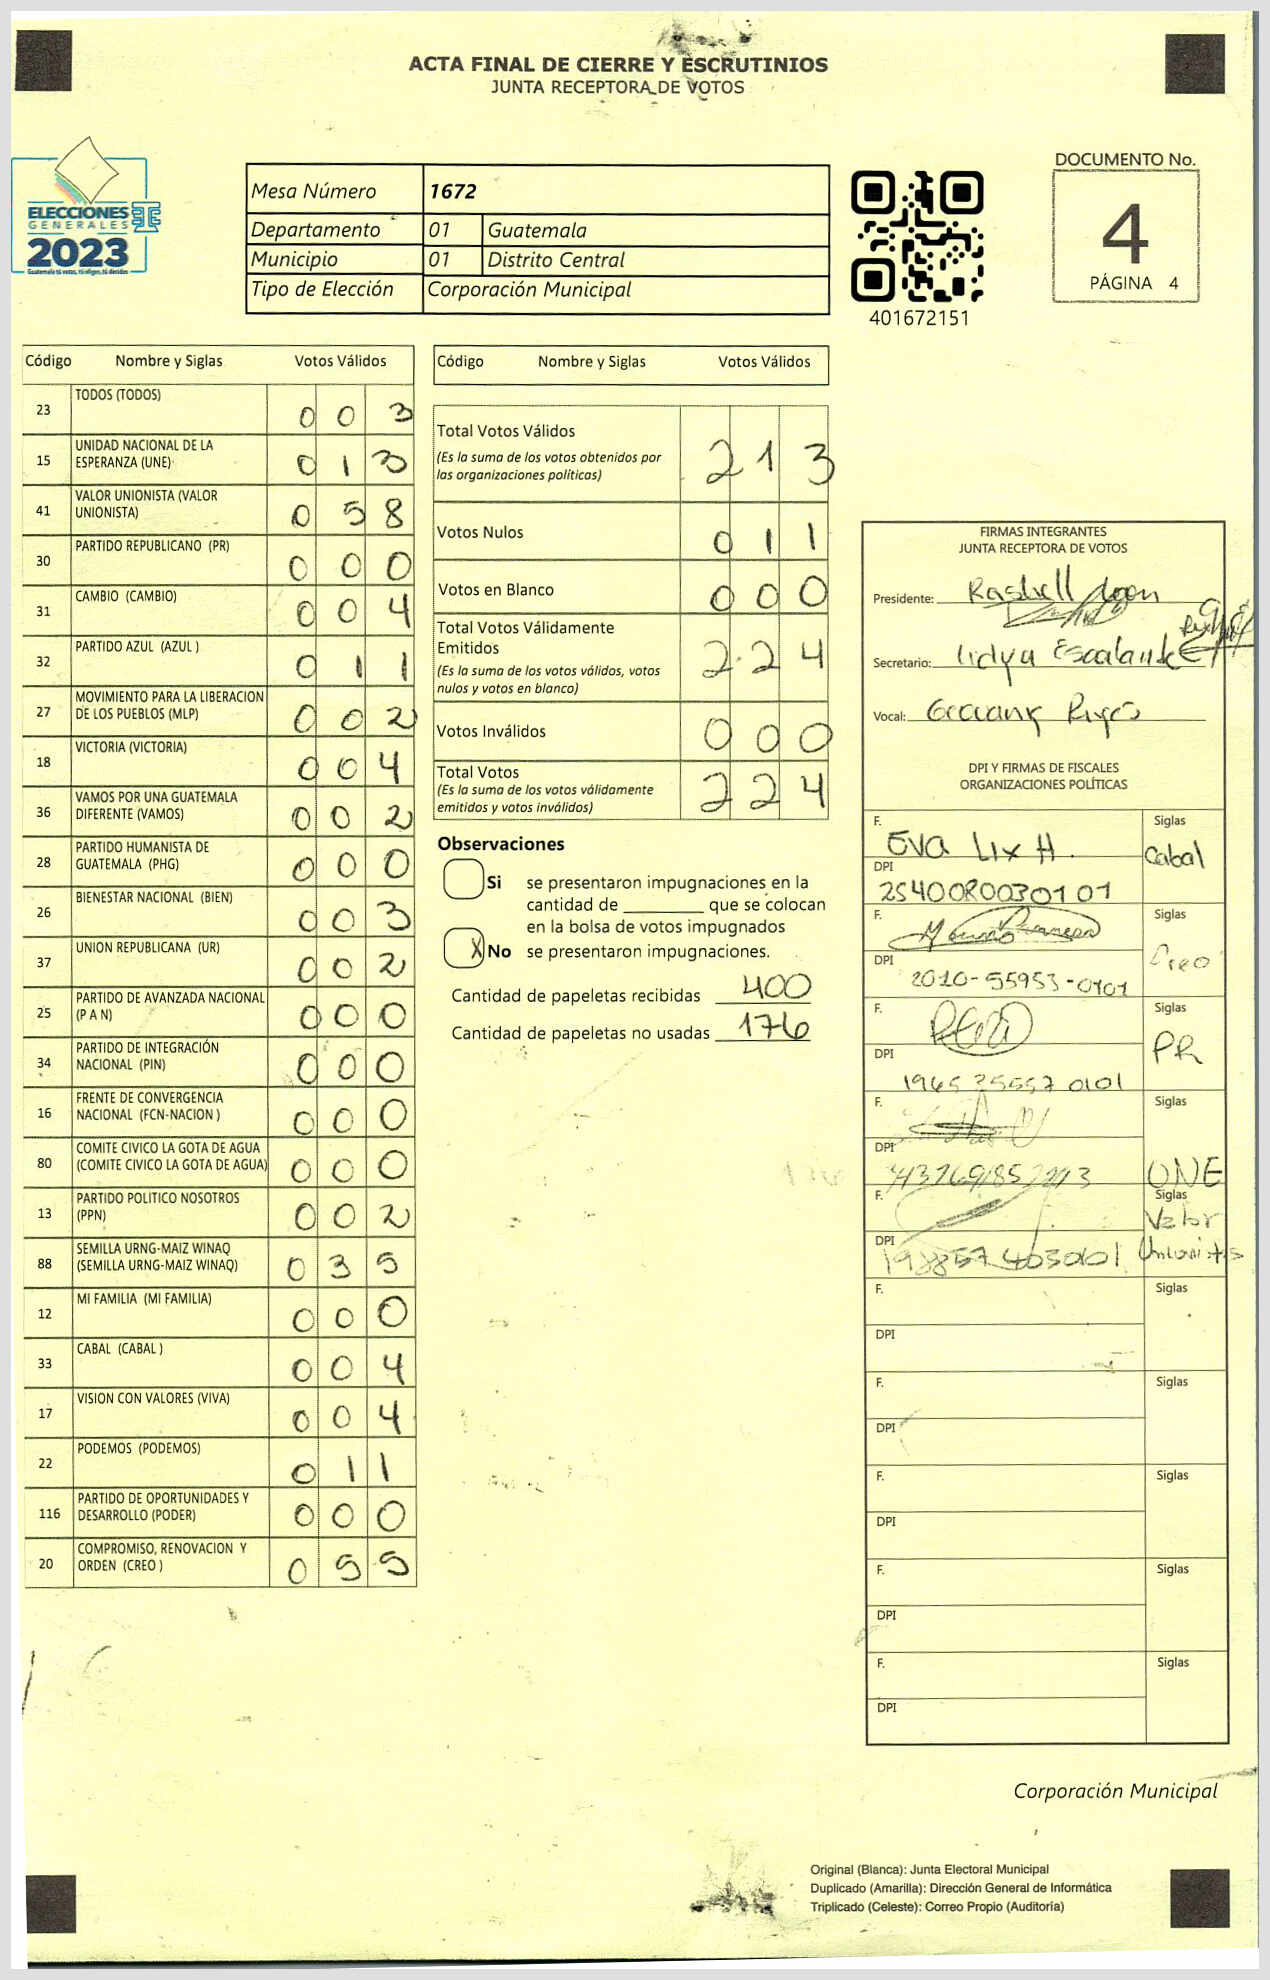 ACTA FINAL DE CIERRE Y ESCRUTINIOS
JUNTA RECEPTORA DE VOTOS
ELECCIONES
GENERALES
2023
Guatemala tú votas, tú eliges, tú decides
Mesa Número 1672
Departamento 01 Guatemala
Municipio 01 Distrito Central
Tipo de Elección Corporación Municipal
401672151
DOCUMENTO No.
4
PÁGINA 4
Código Nombre y Siglas Votos Válidos
23 TODOS (TODOS) 0 0 3
15 UNIDAD NACIONAL DE LA
ESPERANZA (UNE) 0 1 3
41 VALOR UNIONISTA (VALOR
UNIONISTA) 0 5 8
30 PARTIDO REPUBLICANO (PR) 0 0 0
31 CAMBIO (CAMBIO) 0 0 4
32 PARTIDO AZUL (AZUL ) 0 1 1
27 MOVIMIENTO PARA LA LIBERACION
DE LOS PUEBLOS (MLP) 0 0 2
18 VICTORIA (VICTORIA) 0 0 4
36 VAMOS POR UNA GUATEMALA
DIFERENTE (VAMOS) 0 0 2
28 PARTIDO HUMANISTA DE
GUATEMALA (PHG) 0 0 0
26 BIENESTAR NACIONAL (BIEN) 0 0 3
37 UNION REPUBLICANA (UR) 0 0 2
25 PARTIDO DE AVANZADA NACIONAL
(P A N) 0 0 0
34 PARTIDO DE INTEGRACIÓN
NACIONAL (PIN) 0 0 0
16 FRENTE DE CONVERGENCIA
NACIONAL (FCN-NACION ) 0 0 0
80 COMITE CIVICO LA GOTA DE AGUA
(COMITE CIVICO LA GOTA DE AGUA) 0 0 0
13 PARTIDO POLITICO NOSOTROS
(PPN) 0 0 2
88 SEMILLA URNG-MAIZ WINAQ
(SEMILLA URNG-MAIZ WINAQ) 0 3 5
12 MI FAMILIA (MI FAMILIA) 0 0 0
33 CABAL (CABAL ) 0 0 4
17 VISION CON VALORES (VIVA) 0 0 4
22 PODEMOS (PODEMOS) 0 1 1
116 PARTIDO DE OPORTUNIDADES Y
DESARROLLO (PODER) 0 0 0
20 COMPROMISO, RENOVACION Y
ORDEN (CREO ) 0 5 5
Código Nombre y Siglas Votos Válidos
Total Votos Válidos
(Es la suma de los votos obtenidos por
las organizaciones políticas) 2 1 3
Votos Nulos 0 1 1
Votos en Blanco 0 0 0
Total Votos Válidamente
Emitidos
(Es la suma de los votos válidos, votos
nulos y votos en blanco) 2 2 4
Votos Inválidos 0 0 0
Total Votos
(Es la suma de los votos válidamente
emitidos y votos inválidos) 2 2 4
Observaciones
Si se presentaron impugnaciones en la
cantidad de ________ que se colocan
en la bolsa de votos impugnados
X No se presentaron impugnaciones.
Cantidad de papeletas recibidas 400
Cantidad de papeletas no usadas 176
FIRMAS INTEGRANTES
JUNTA RECEPTORA DE VOTOS
Presidente: Rashell
Secretario: Lidya Escalante
Vocal:
DPI Y FIRMAS DE FISCALES
ORGANIZACIONES POLÍTICAS
F. Eva Lix H. Siglas
DPI Cabal
F. Siglas
DPI Creo
2010-55953-0101
F. Siglas
DPI PR
F. Siglas
DPI UNE
F. Siglas
DPI Valor
Unionista
F. Siglas
DPI
F. Siglas
DPI
F. Siglas
DPI
F. Siglas
DPI
F. Siglas
DPI
Corporación Municipal
Original (Blanca): Junta Electoral Municipal
Duplicado (Amarilla): Dirección General de Informática
Triplicado (Celeste): Correo Propio (Auditoría)